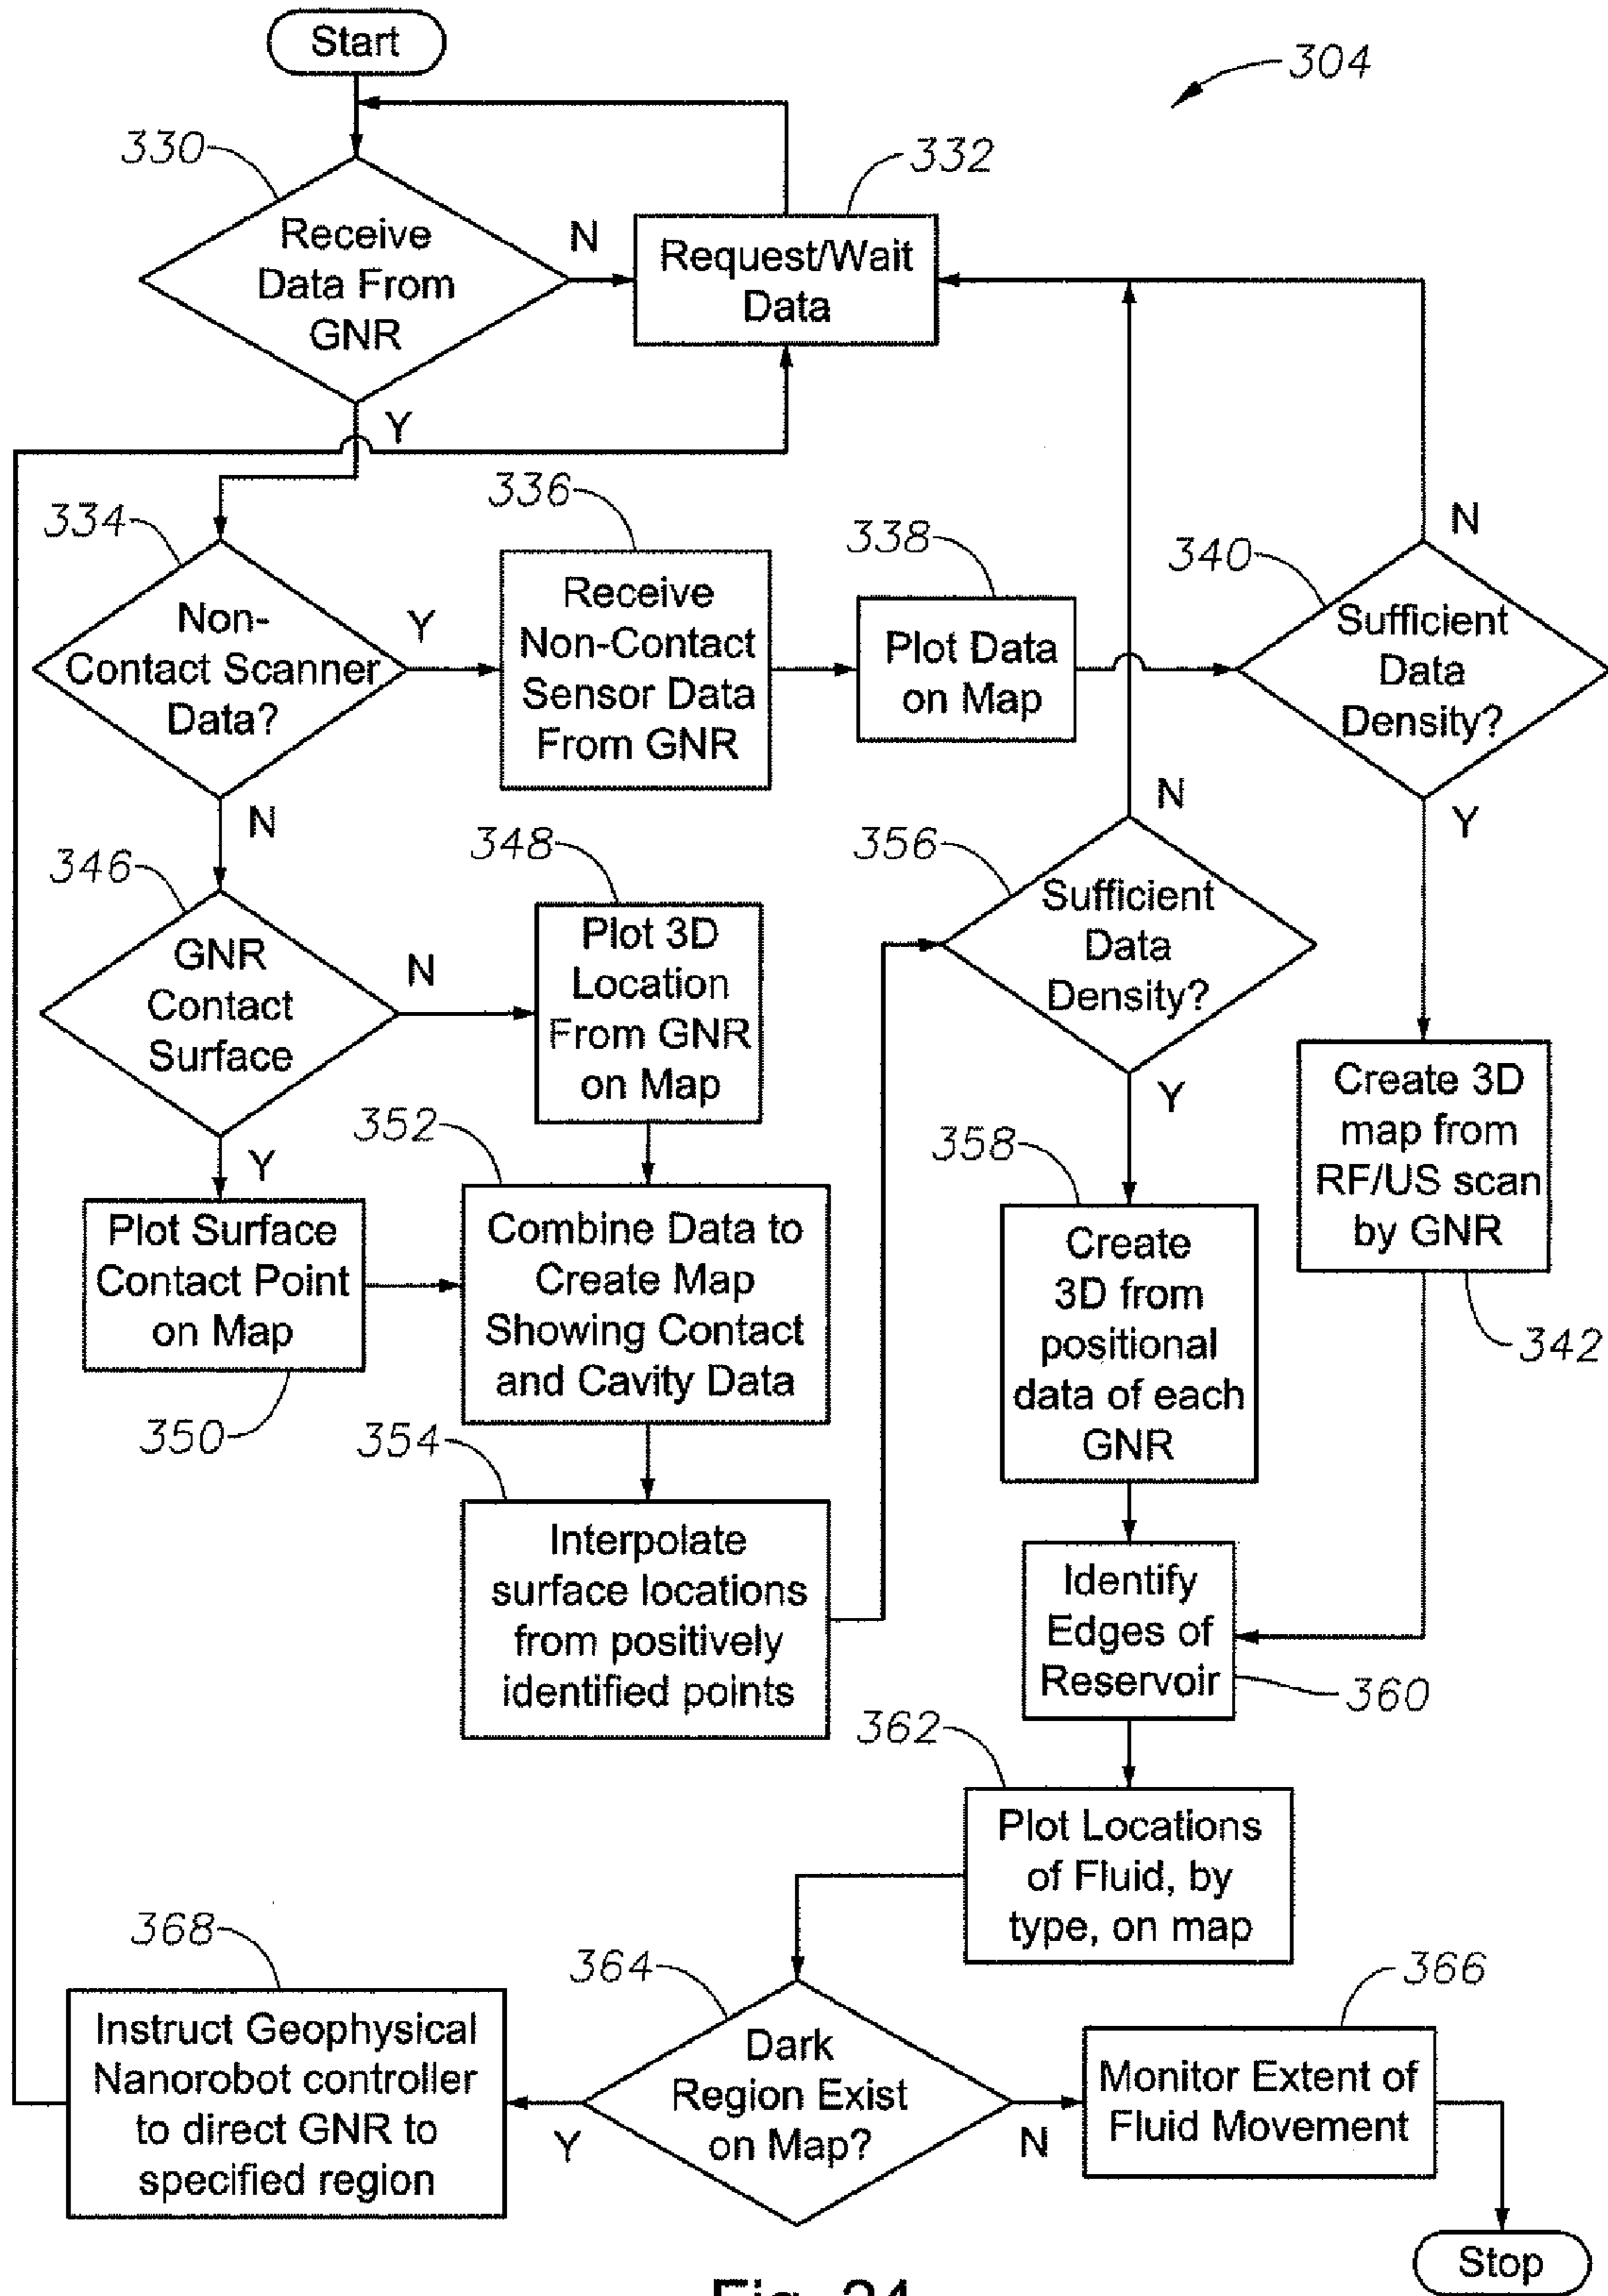 Start
304
330
332
Receive
Data From
GNR
N
Request/Wait
Data
Y
334
336
338
340
N
Non-
Contact Scanner
Data?
Y
Receive
Non-Contact
Sensor Data
From GNR
Plot Data
on Map
Sufficient
Data
Density?
N
Y
346
348
356
N
GNR
Contact
Surface
N
Plot 3D
Location
From GNR
on Map
Sufficient
Data
Density?
Y
Y
352
358
Create 3D
map from
RF/US scan
by GNR
342
Plot Surface
Contact Point
on Map
350
Combine Data to
Create Map
Showing Contact
and Cavity Data
Create
3D from
positional
data of each
GNR
354
Interpolate
surface locations
from positively
identified points
Identify
Edges of
Reservoir
360
362
Plot Locations
of Fluid, by
type, on map
368
364
366
Instruct Geophysical
Nanorobot controller
to direct GNR to
specified region
Y
Dark
Region Exist
on Map?
N
Monitor Extent of
Fluid Movement
Stop